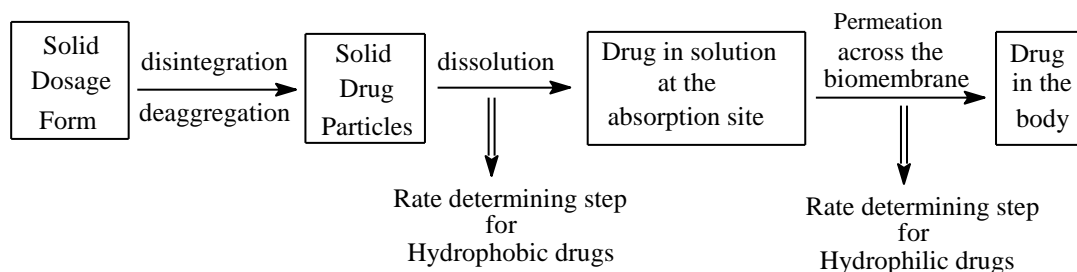 Solid
Dosage
Form
disintegration
deaggregation
Solid
Drug
Particles
dissolution
Drug in solution
at the
absorption site
Permeation
across the
biomembrane
Drug
in the
body
Rate determining step
for
Hydrophobic drugs
Rate determining step
for
Hydrophilic drugs